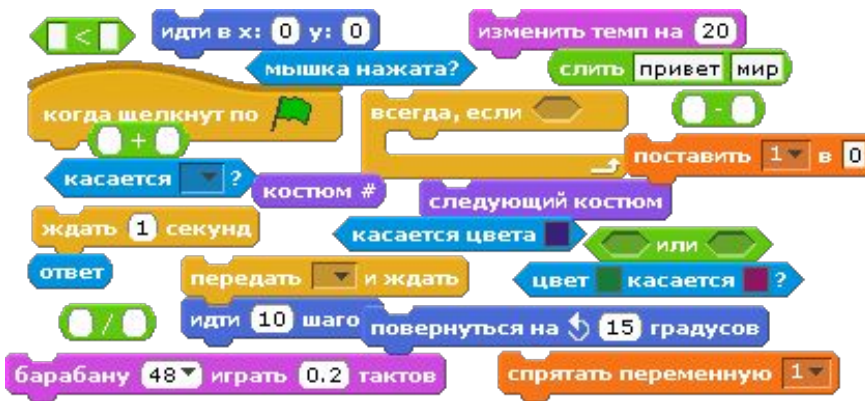 <
идти в x: 0 y: 0
изменить темп на 20
мышка нажата?
слить привет мир
когда щелкнут по
всегда, если
-
+
поставить 1 в 0
касается ?
костюм #
следующий костюм
ждать 1 секунд
касается цвета
или
ответ
передать и ждать
цвет касается ?
/
идти 10 шаго
повернуться на 15 градусов
барабану 48 играть 0.2 тактов
спрятать переменную 1